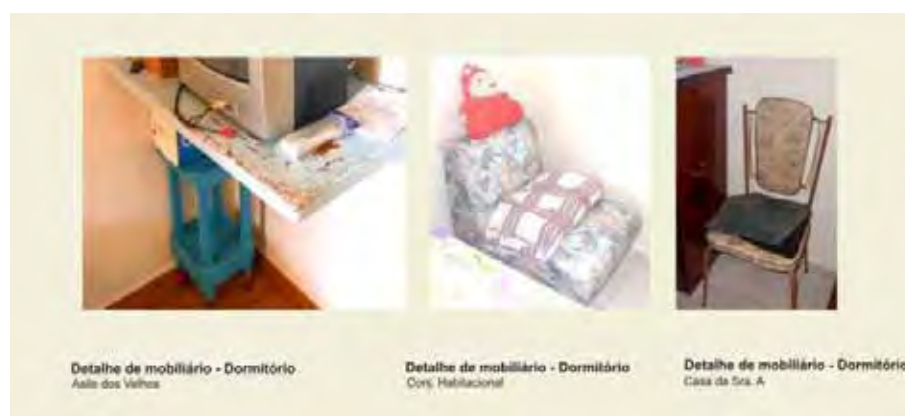 Detalhe de mobiliário - Dormitório
Asilo dos Velhos
Detalhe de mobiliário - Dormitório
Conj. Habitacional
Detalhe de mobiliário - Dormitório
Casa da Sra. A